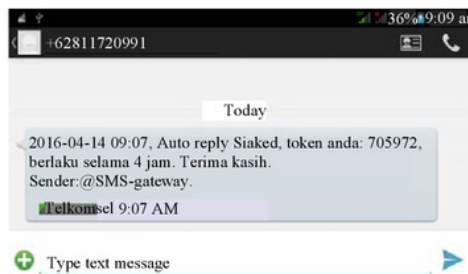 36% 9:09 am
+62811720991
Today
2016-04-14 09:07, Auto reply Siaked, token anda: 705972,
berlaku selama 4 jam. Terima kasih.
Sender:@SMS-gateway.
Telkomsel 9:07 AM
Type text message